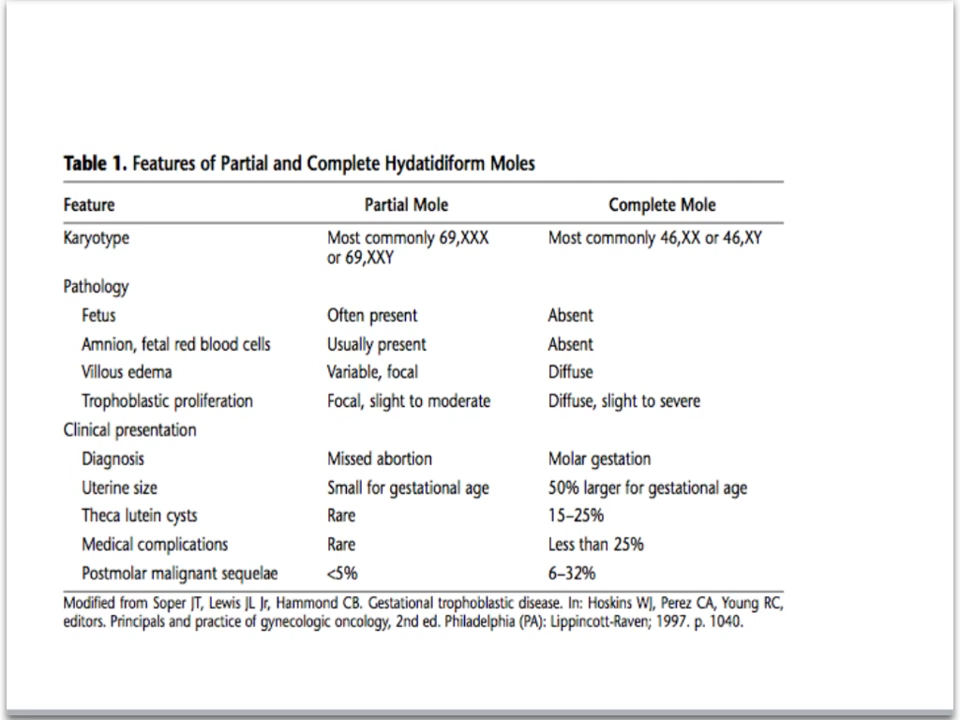 Table 1. Features of Partial and Complete Hydatidiform Moles
Feature Partial Mole Complete Mole
Karyotype Most commonly 69,XXX Most commonly 46,XX or 46,XY
or 69,XXY
Pathology
Fetus Often present Absent
Amnion, fetal red blood cells Usually present Absent
Villous edema Variable, focal Diffuse
Trophoblastic proliferation Focal, slight to moderate Diffuse, slight to severe
Clinical presentation
Diagnosis Missed abortion Molar gestation
Uterine size Small for gestational age 50% larger for gestational age
Theca lutein cysts Rare 15–25%
Medical complications Rare Less than 25%
Postmolar malignant sequelae <5% 6–32%
Modified from Soper JT, Lewis JL Jr, Hammond CB. Gestational trophoblastic disease. In: Hoskins WJ, Perez CA, Young RC,
editors. Principals and practice of gynecologic oncology, 2nd ed. Philadelphia (PA): Lippincott-Raven; 1997. p. 1040.